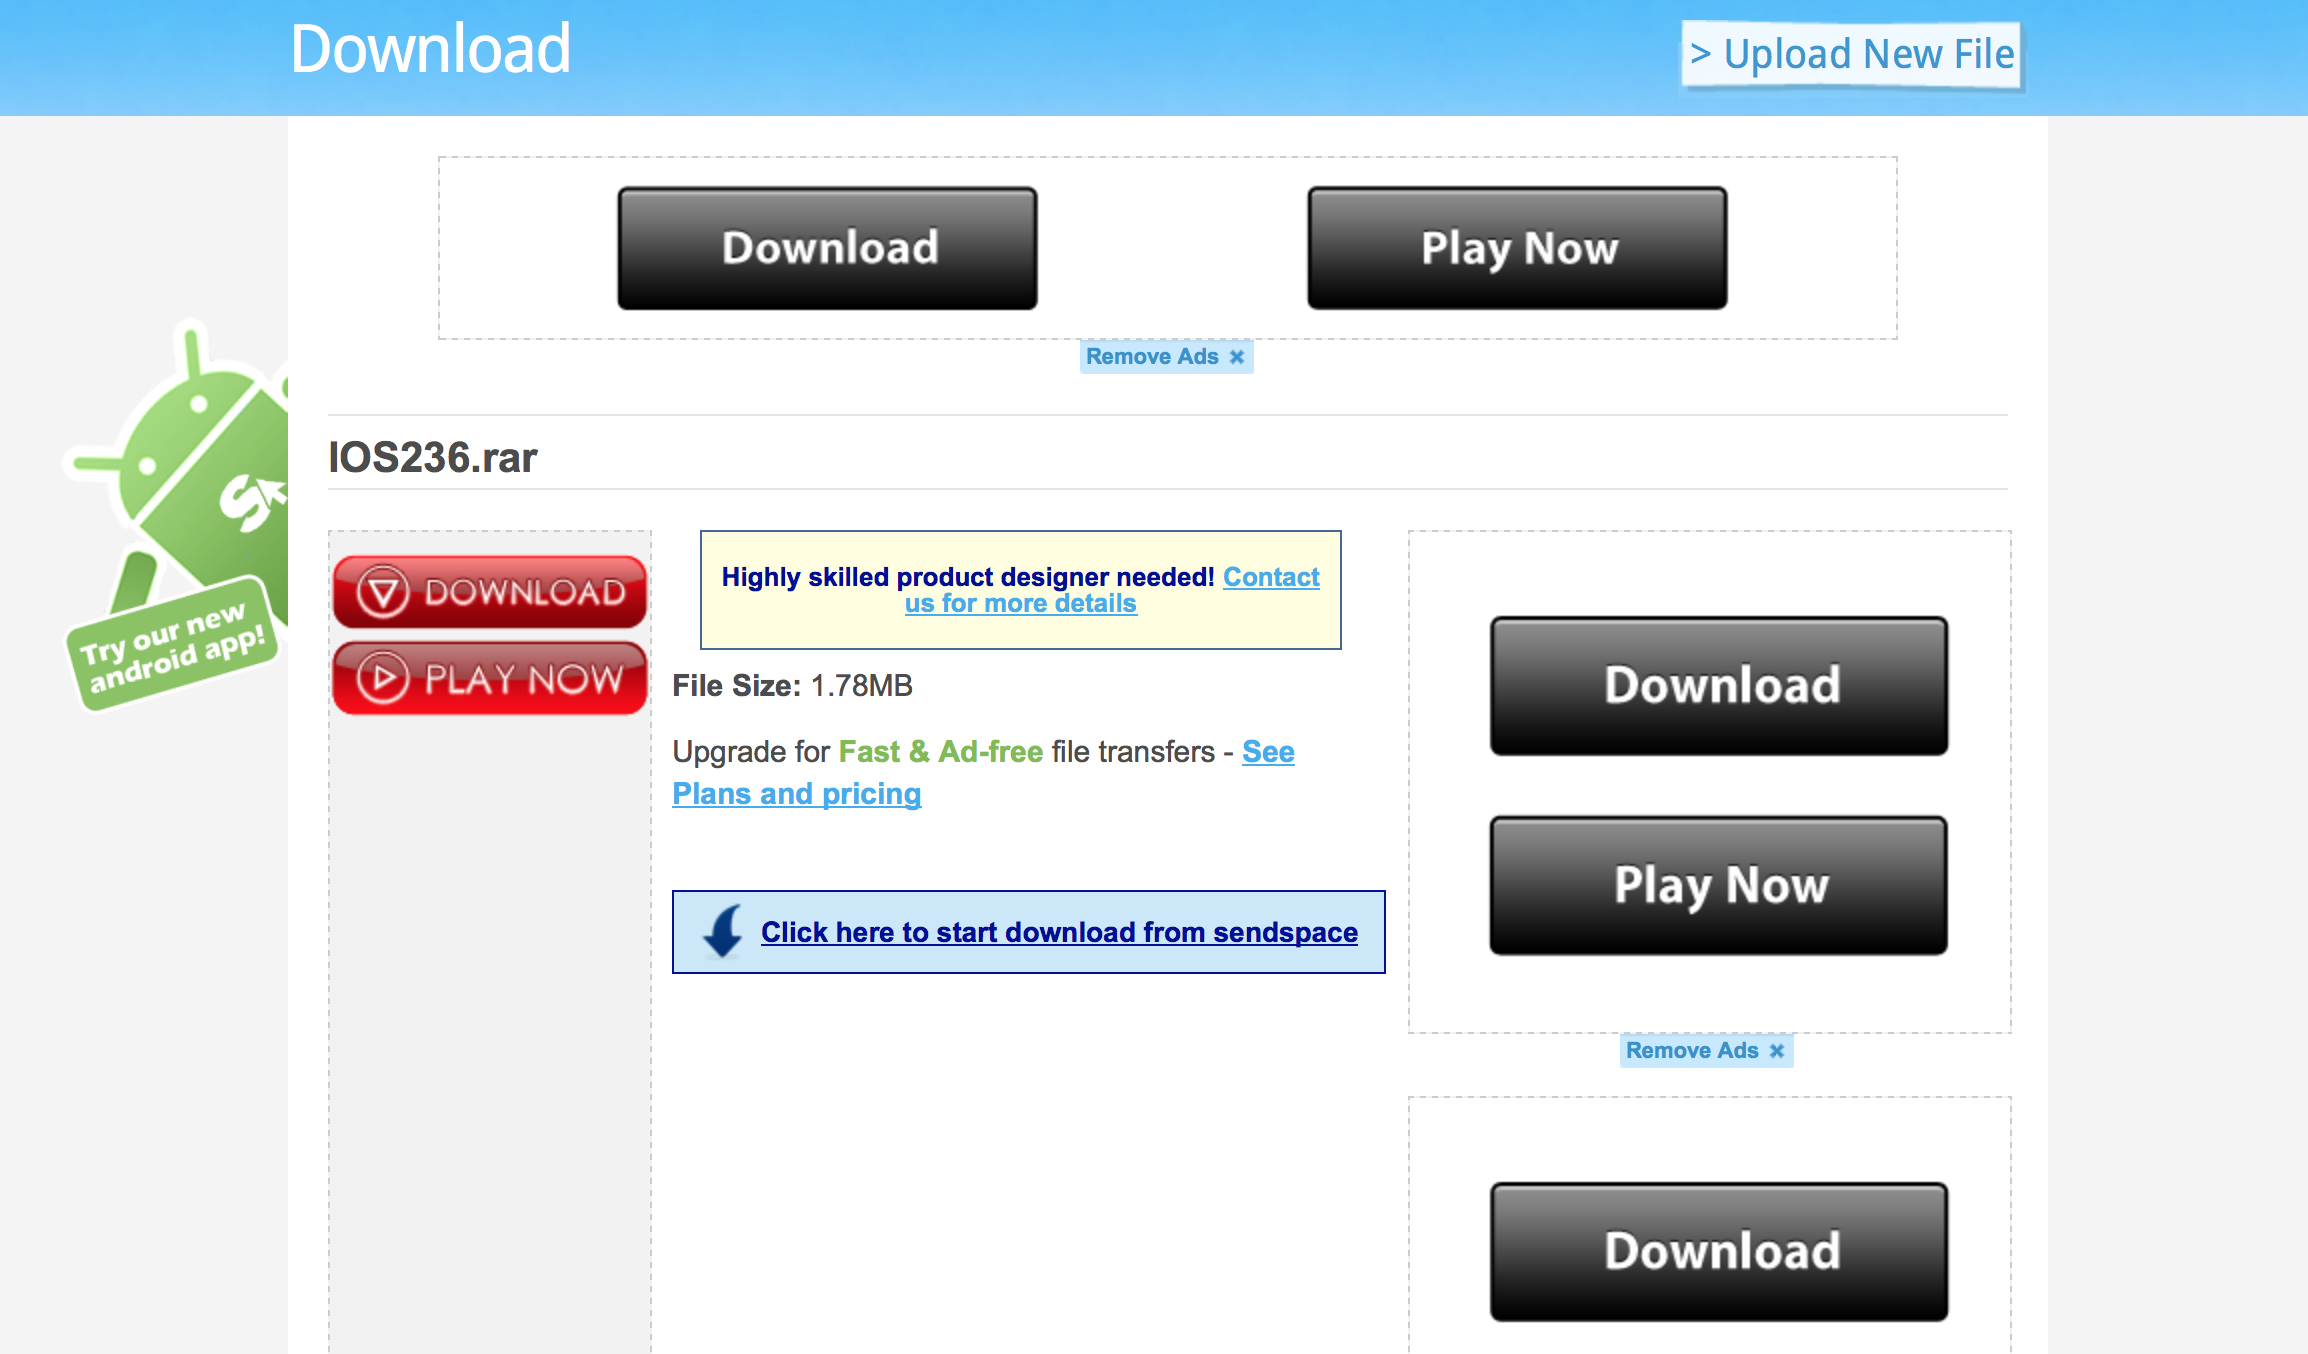 Download
> Upload New File
Download
Play Now
Remove Ads ×
IOS236.rar
Try our new
android app!
DOWNLOAD
PLAY NOW
Highly skilled product designer needed! Contact
us for more details
File Size: 1.78MB
Upgrade for Fast & Ad-free file transfers - See
Plans and pricing
Click here to start download from sendspace
Download
Play Now
Remove Ads ×
Download